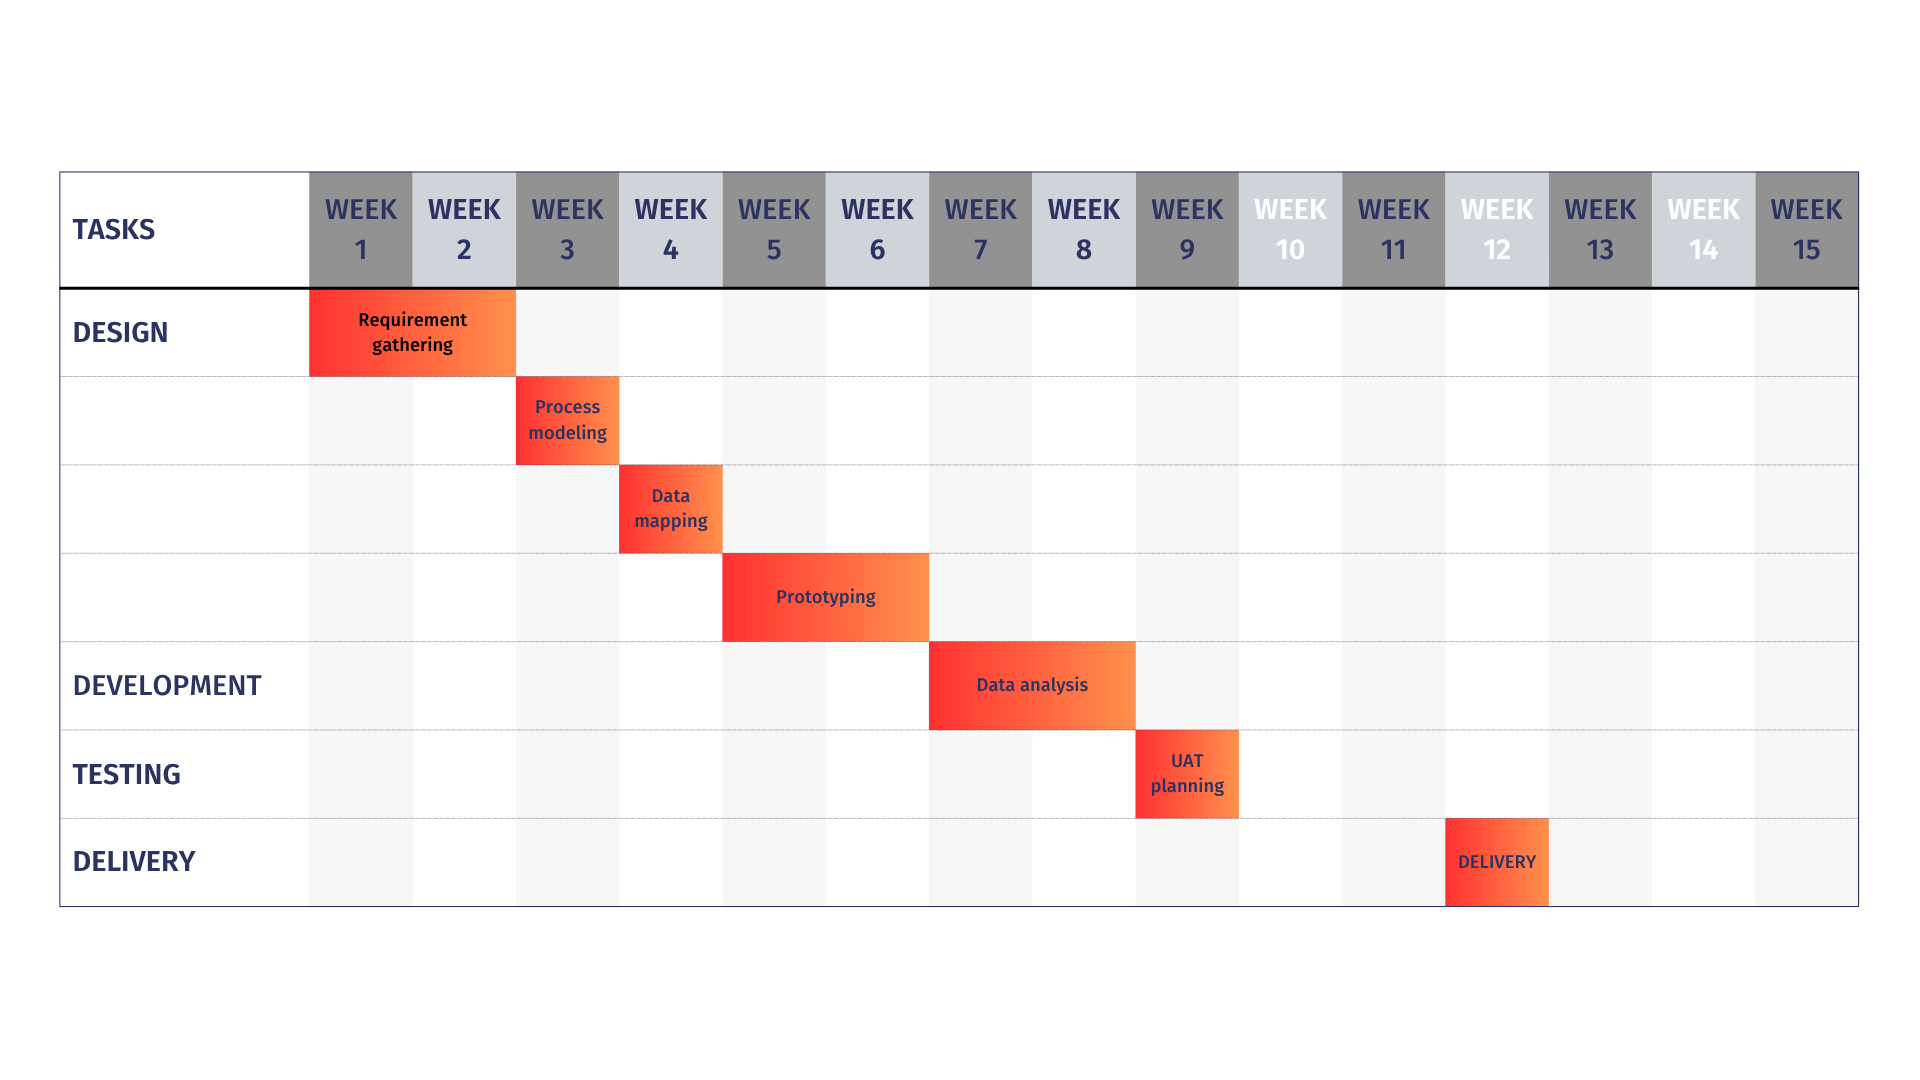 TASKS
WEEK 1
WEEK 2
WEEK 3
WEEK 4
WEEK 5
WEEK 6
WEEK 7
WEEK 8
WEEK 9
WEEK 10
WEEK 11
WEEK 12
WEEK 13
WEEK 14
WEEK 15
DESIGN
Requirement
gathering
Process
modeling
Data
mapping
Prototyping
DEVELOPMENT
Data analysis
TESTING
UAT
planning
DELIVERY
DELIVERY